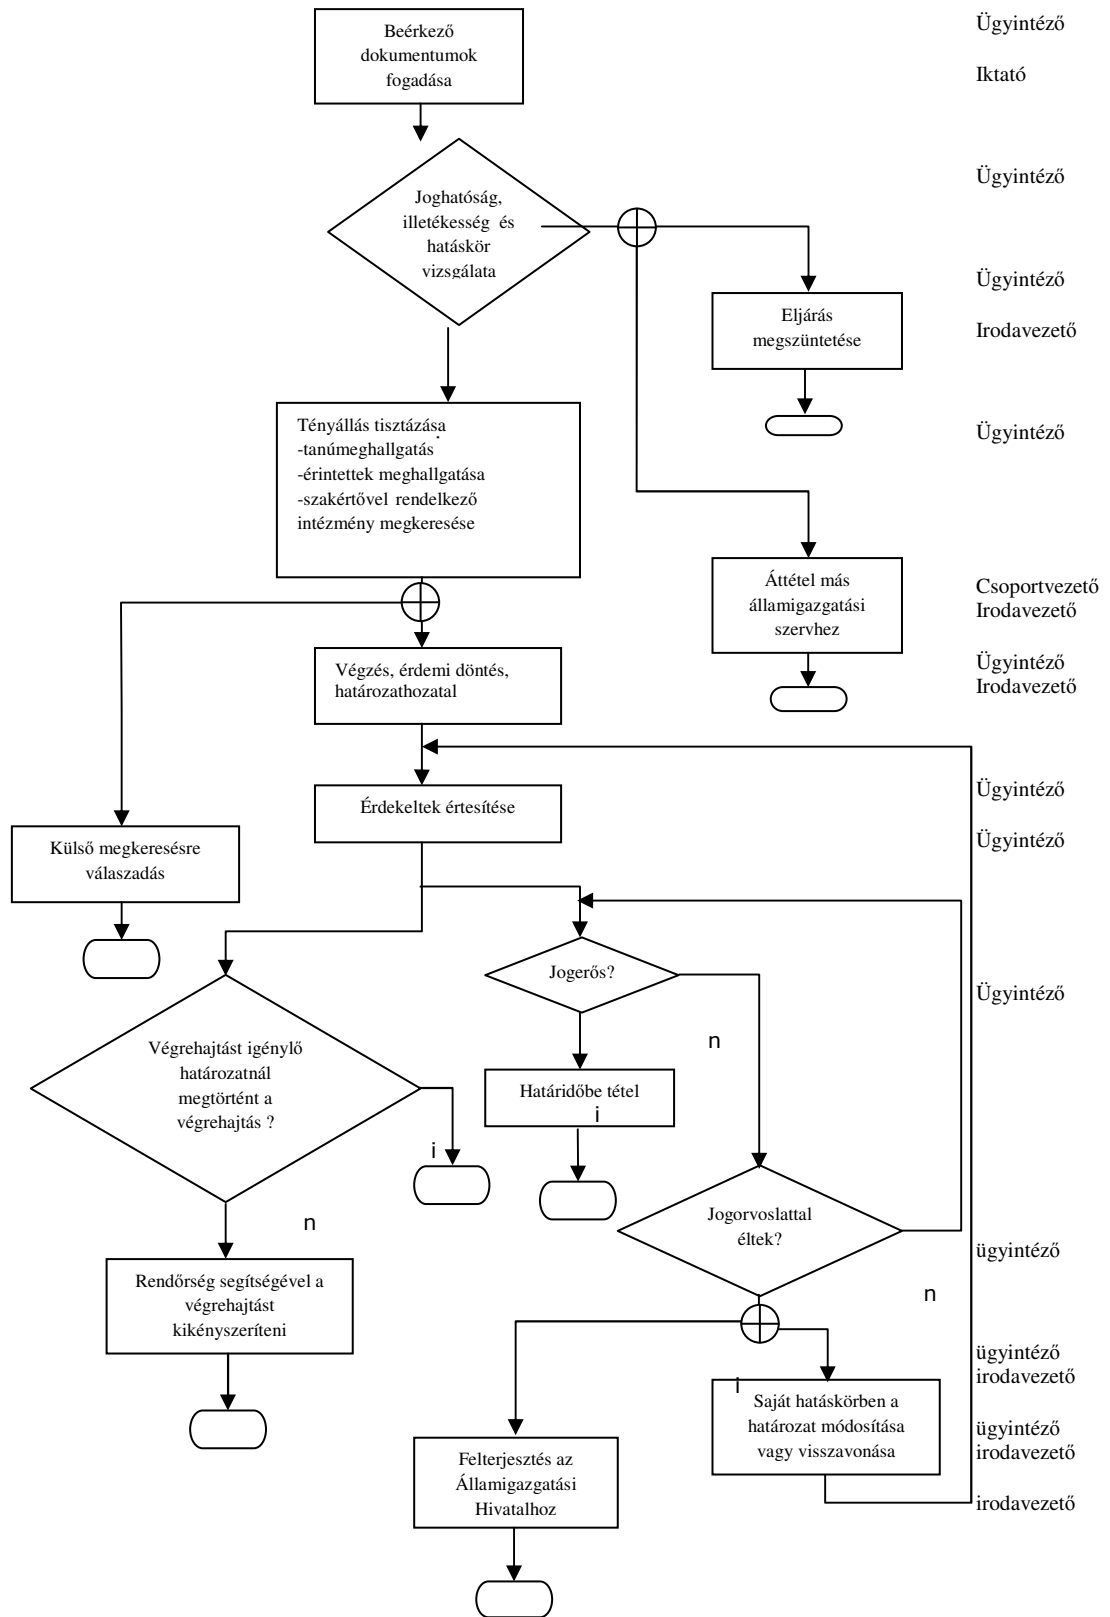 Beérkező
dokumentumok
fogadása
Ügyintéző
Iktató
Joghatóság,
illetékesség és
hatáskör
vizsgálata
Ügyintéző
Eljárás
megszüntetése
Ügyintéző
Irodavezető
Tényállás tisztázása
-tanúmeghallgatás
-érintettek meghallgatása
-szakértővel rendelkező
intézmény megkeresése
Ügyintéző
Áttétel más
államigazgatási
szervhez
Csoportvezető
Irodavezető
Végzés, érdemi döntés,
határozathozatal
Ügyintéző
Irodavezető
Érdekeltek értesítése
Ügyintéző
Külső megkeresésre
válaszadás
Ügyintéző
Jogerős?
Ügyintéző
n
Végrehajtást igénylő
határozatnál
megtörtént a
végrehajtás ?
i
n
Határidőbe tétel
i
Jogorvoslattal
éltek?
n
ügyintéző
Rendőrség segítségével a
végrehajtást
kikényszeríteni
ügyintéző
irodavezető
i
Saját hatáskörben a
határozat módosítása
vagy visszavonása
ügyintéző
irodavezető
Felterjesztés az
Államigazgatási
Hivatalhoz
irodavezető